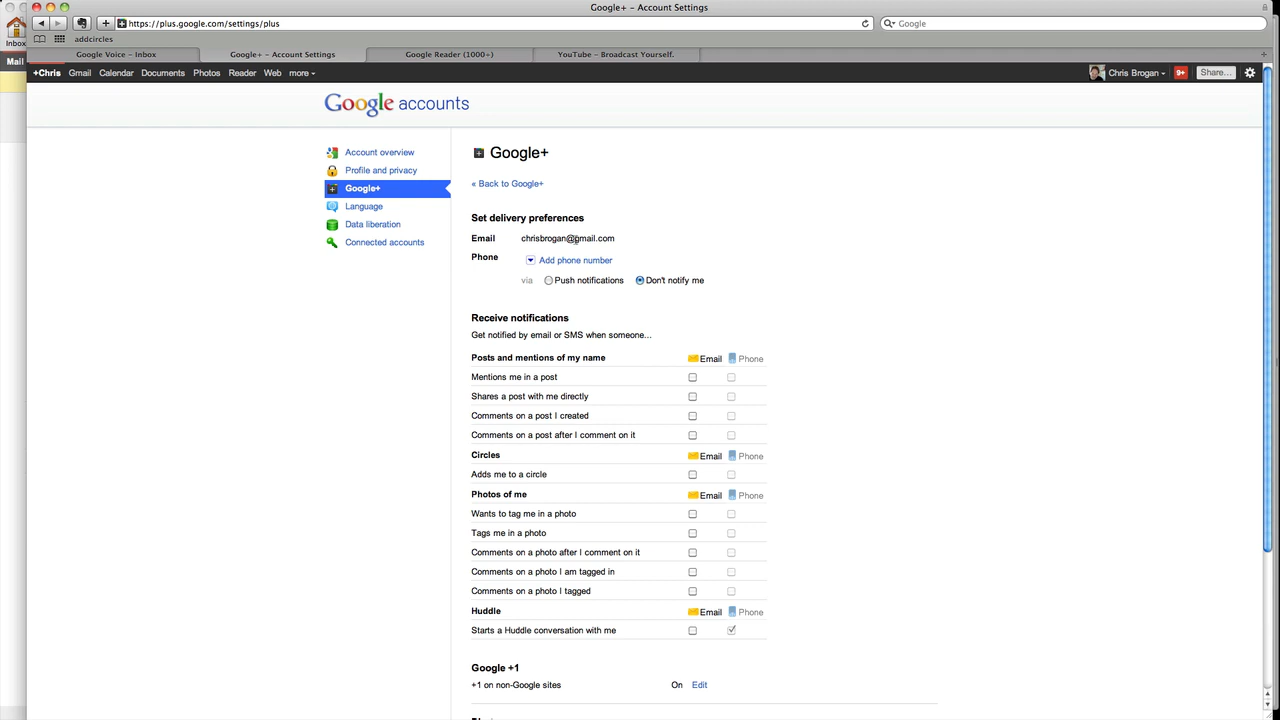 Google+ - Account Settings
https://plus.google.com/settings/plus
Google
Inbox
addcircles
Google Voice – Inbox
Google+ – Account Settings
Google Reader (1000+)
YouTube – Broadcast Yourself.
Mail
+Chris Gmail Calendar Documents Photos Reader Web more
Chris Brogan 9+ Share...
Google accounts
Account overview
Profile and privacy
Google+
Language
Data liberation
Connected accounts
Google+
« Back to Google+
Set delivery preferences
Email chrisbrogan@gmail.com
Phone Add phone number
via Push notifications Don't notify me
Receive notifications
Get notified by email or SMS when someone...
Posts and mentions of my name Email Phone
Mentions me in a post
Shares a post with me directly
Comments on a post I created
Comments on a post after I comment on it
Circles Email Phone
Adds me to a circle
Photos of me Email Phone
Wants to tag me in a photo
Tags me in a photo
Comments on a photo after I comment on it
Comments on a photo I am tagged in
Comments on a photo I tagged
Huddle Email Phone
Starts a Huddle conversation with me
Google +1
+1 on non-Google sites On Edit